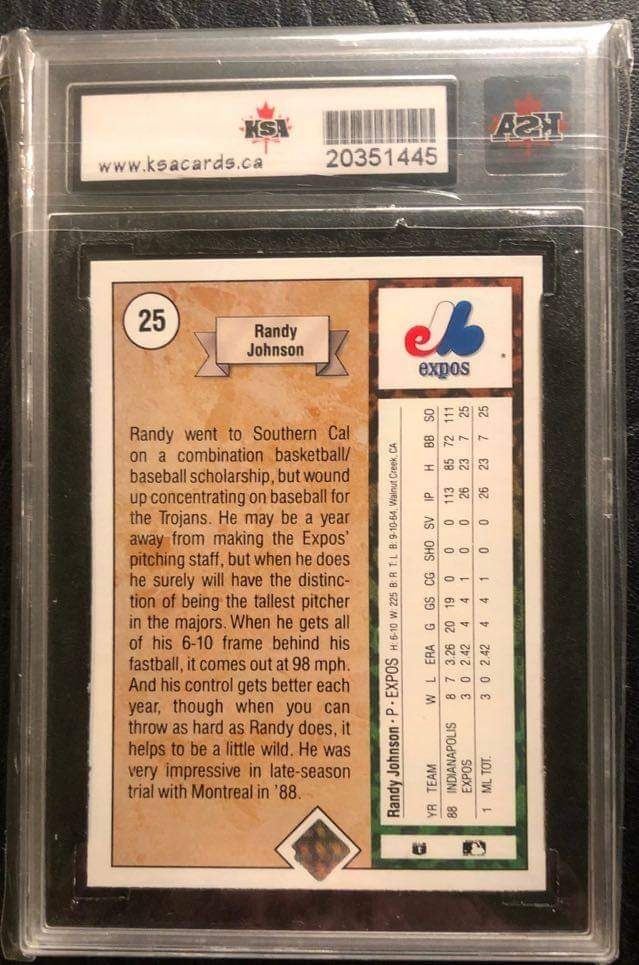 KSA
www.ksacards.ca
20351445
KSA
25
Randy
Johnson
expos
Randy went to Southern Cal
on a combination basketball/
baseball scholarship, but wound
up concentrating on baseball for
the Trojans. He may be a year
away from making the Expos'
pitching staff, but when he does
he surely will have the distinc-
tion of being the tallest pitcher
in the majors. When he gets all
of his 6-10 frame behind his
fastball, it comes out at 98 mph.
And his control gets better each
year, though when you can
throw as hard as Randy does, it
helps to be a little wild. He was
very impressive in late-season
trial with Montreal in '88.
Randy Johnson • P • EXPOS H: 6-10 W: 225 B: R T: L B: 9-10-64, Walnut Creek, CA
YR TEAM W L ERA G GS CG SHO SV IP H BB SO
88 INDIANAPOLIS 8 7 3.26 20 19 0 0 0 113 85 72 111
EXPOS 3 0 2.42 4 4 1 0 0 26 23 7 25
1 ML TOT. 3 0 2.42 4 4 1 0 0 26 23 7 25